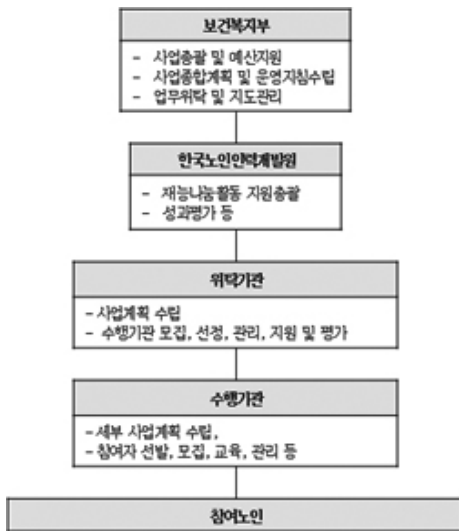 보건복지부
- 사업총괄 및 예산지원
- 사업종합계획 및 운영지침수립
- 업무위탁 및 지도관리
한국노인인력개발원
- 재능나눔활동 지원총괄
- 성과평가 등
위탁기관
- 사업계획 수립
- 수행기관 모집, 선정, 관리, 지원 및 평가
수행기관
- 세부 사업계획 수립,
- 참여자 선발, 모집, 교육, 관리 등
참여노인